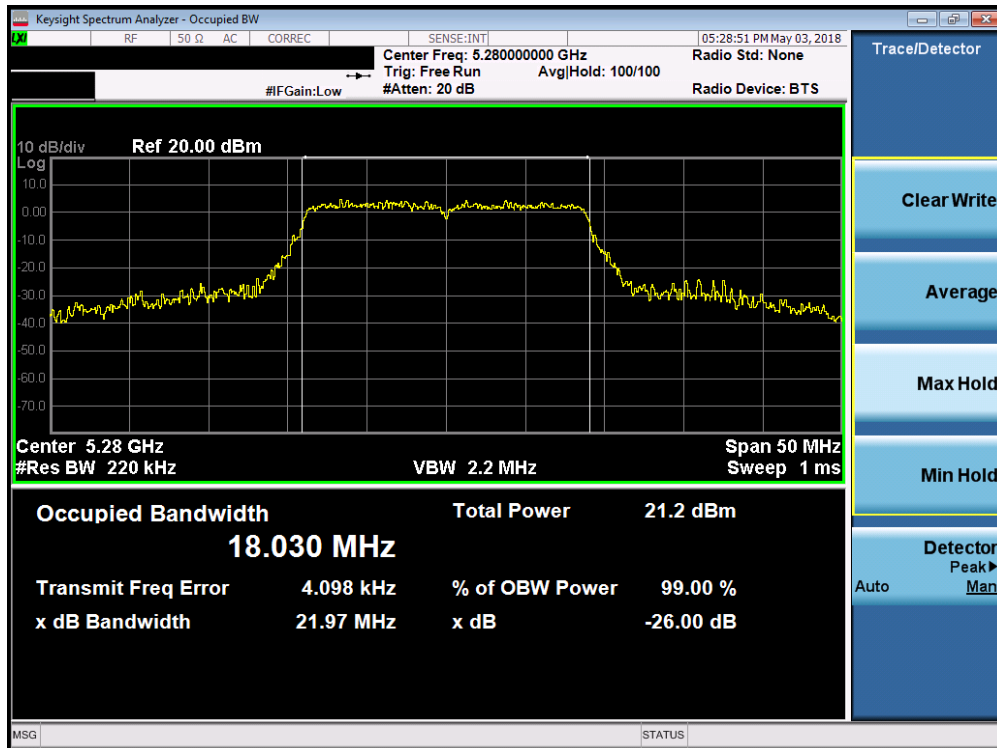 Keysight Spectrum Analyzer - Occupied BW
LXI RF 50 Ω AC CORREC SENSE:INT 05:28:51 PM May 03, 2018
Center Freq: 5.280000000 GHz Radio Std: None
Trig: Free Run Avg|Hold: 100/100
#IFGain:Low #Atten: 20 dB Radio Device: BTS
10 dB/div Ref 20.00 dBm
Log
10.0
0.00
-10.0
-20.0
-30.0
-40.0
-50.0
-60.0
-70.0
Center 5.28 GHz Span 50 MHz
#Res BW 220 kHz VBW 2.2 MHz Sweep 1 ms
Occupied Bandwidth Total Power 21.2 dBm
18.030 MHz
Transmit Freq Error 4.098 kHz % of OBW Power 99.00 %
x dB Bandwidth 21.97 MHz x dB -26.00 dB
MSG STATUS
Trace/Detector
Clear Write
Average
Max Hold
Min Hold
Detector
Peak▶
Auto Man